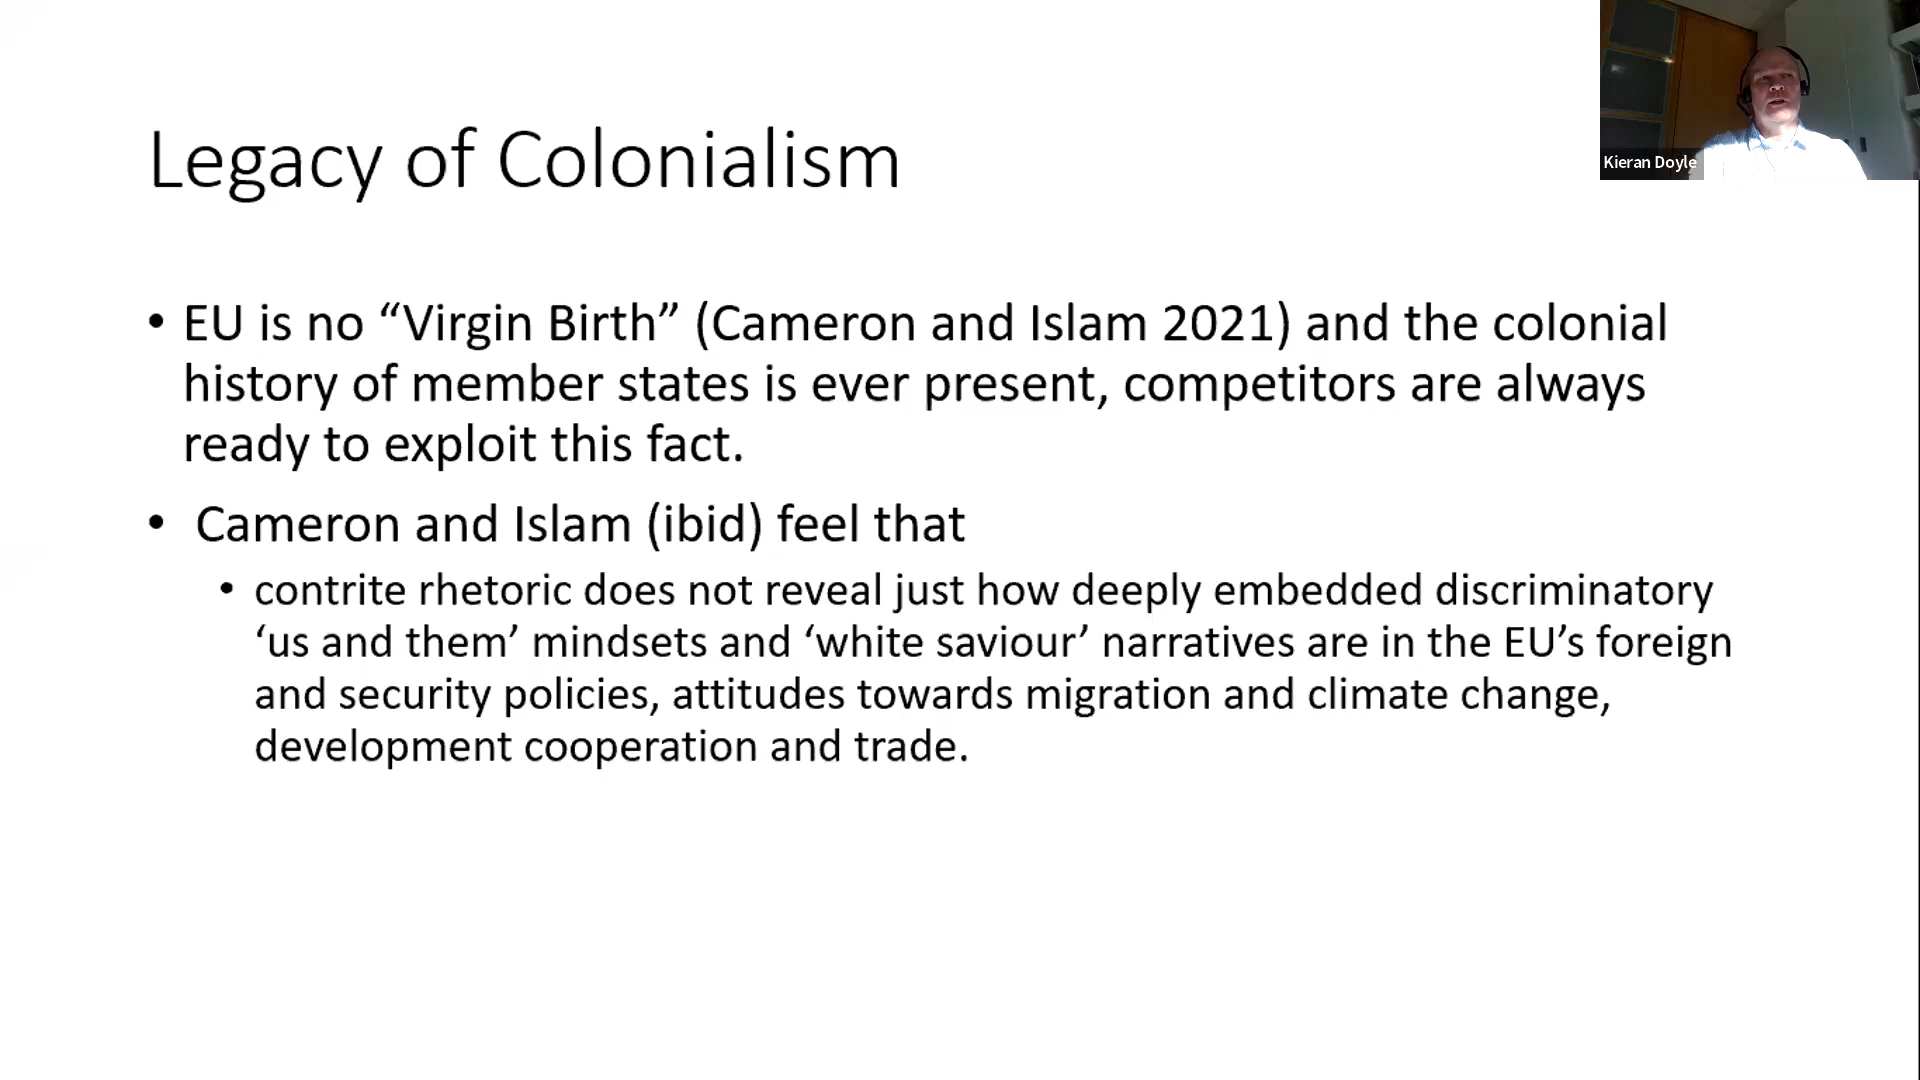 Legacy of Colonialism
• EU is no “Virgin Birth” (Cameron and Islam 2021) and the colonial
history of member states is ever present, competitors are always
ready to exploit this fact.
• Cameron and Islam (ibid) feel that
• contrite rhetoric does not reveal just how deeply embedded discriminatory
‘us and them’ mindsets and ‘white saviour’ narratives are in the EU’s foreign
and security policies, attitudes towards migration and climate change,
development cooperation and trade.
Kieran Doyle